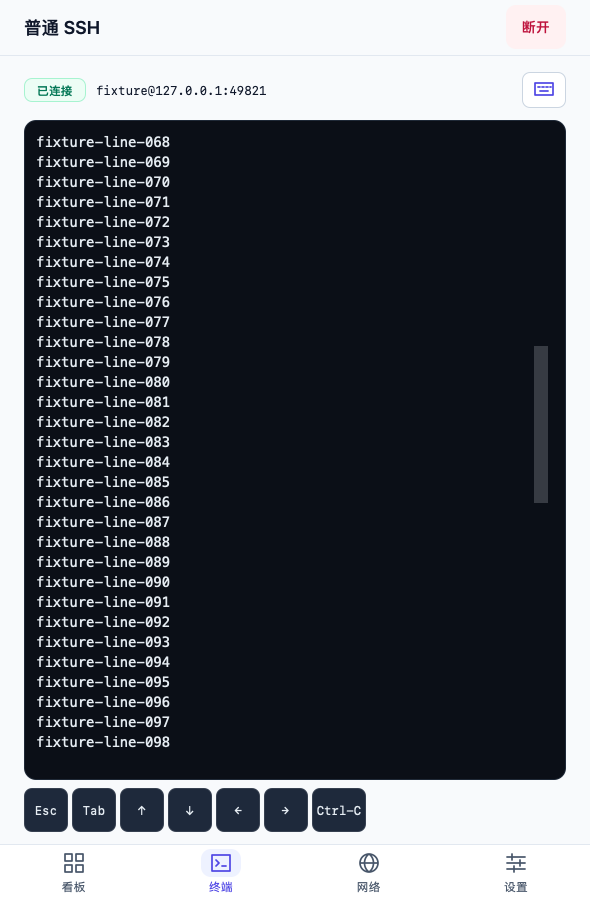 普通 SSH
断开
已连接 fixture@127.0.0.1:49821
fixture-line-068
fixture-line-069
fixture-line-070
fixture-line-071
fixture-line-072
fixture-line-073
fixture-line-074
fixture-line-075
fixture-line-076
fixture-line-077
fixture-line-078
fixture-line-079
fixture-line-080
fixture-line-081
fixture-line-082
fixture-line-083
fixture-line-084
fixture-line-085
fixture-line-086
fixture-line-087
fixture-line-088
fixture-line-089
fixture-line-090
fixture-line-091
fixture-line-092
fixture-line-093
fixture-line-094
fixture-line-095
fixture-line-096
fixture-line-097
fixture-line-098
Esc Tab ↑ ↓ ← → Ctrl-C
看板 终端 网络 设置